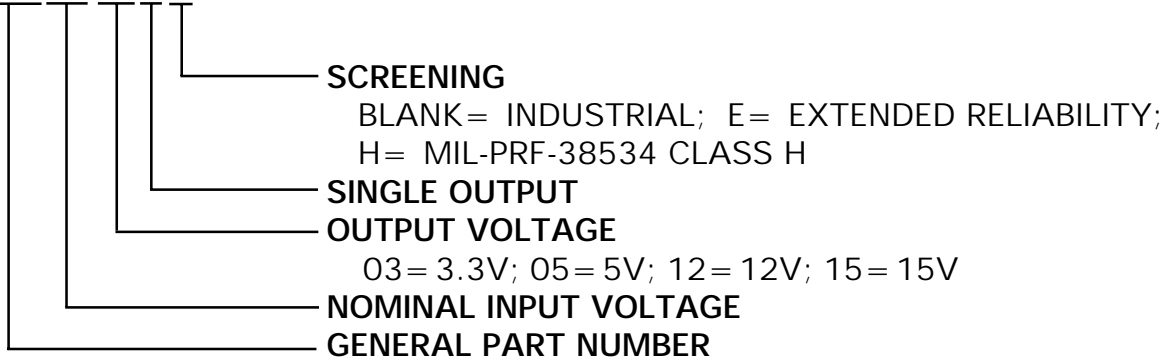 SCREENING
BLANK= INDUSTRIAL; E= EXTENDED RELIABILITY;
H= MIL-PRF-38534 CLASS H
SINGLE OUTPUT
OUTPUT VOLTAGE
03=3.3V; 05=5V; 12=12V; 15=15V
NOMINAL INPUT VOLTAGE
GENERAL PART NUMBER